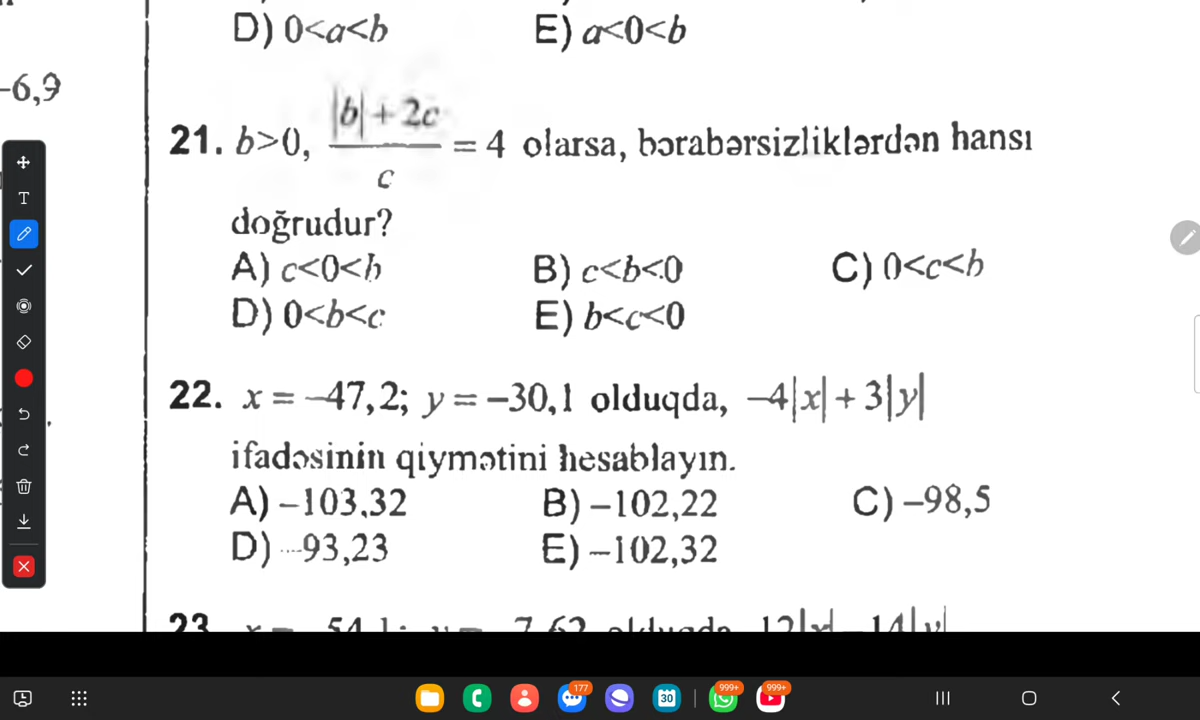 D) 0<a<b E) a<0<b
–6,9
21. b>0, |b| + 2c / c = 4 olarsa, bərabərsizliklərdən hansı
doğrudur?
A) c<0<b B) c<b<0 C) 0<c<b
D) 0<b<c E) b<c<0
22. x = –47,2; y = –30,1 olduqda, –4|x| + 3|y|
ifadəsinin qiymətini hesablayın.
A) –103,32 B) –102,22 C) –98,5
D) –93,23 E) –102,32
23
T
177
30
999+
999+